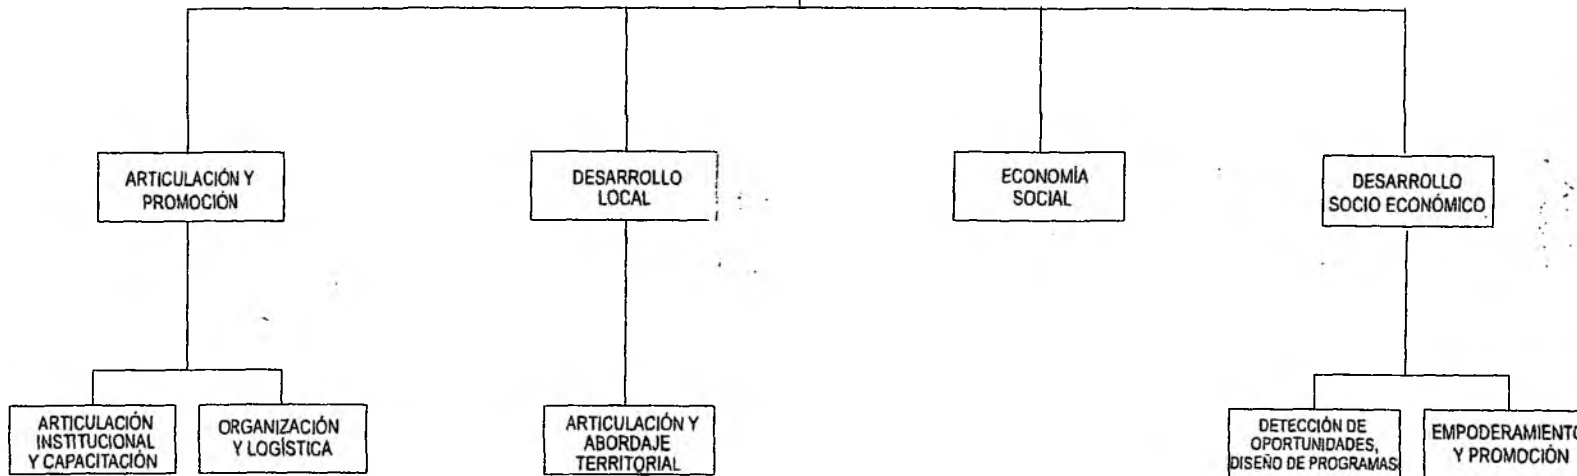 ARTICULACIÓN Y
PROMOCIÓN
DESARROLLO
LOCAL
ECONOMÍA
SOCIAL
DESARROLLO
SOCIO ECONÓMICO
ARTICULACIÓN
INSTITUCIONAL
Y CAPACITACIÓN
ORGANIZACIÓN
Y LOGÍSTICA
ARTICULACIÓN Y
ABORDAJE
TERRITORIAL
DETECCIÓN DE
OPORTUNIDADES,
DISEÑO DE PROGRAMAS
EMPODERAMIENTO
Y PROMOCIÓN